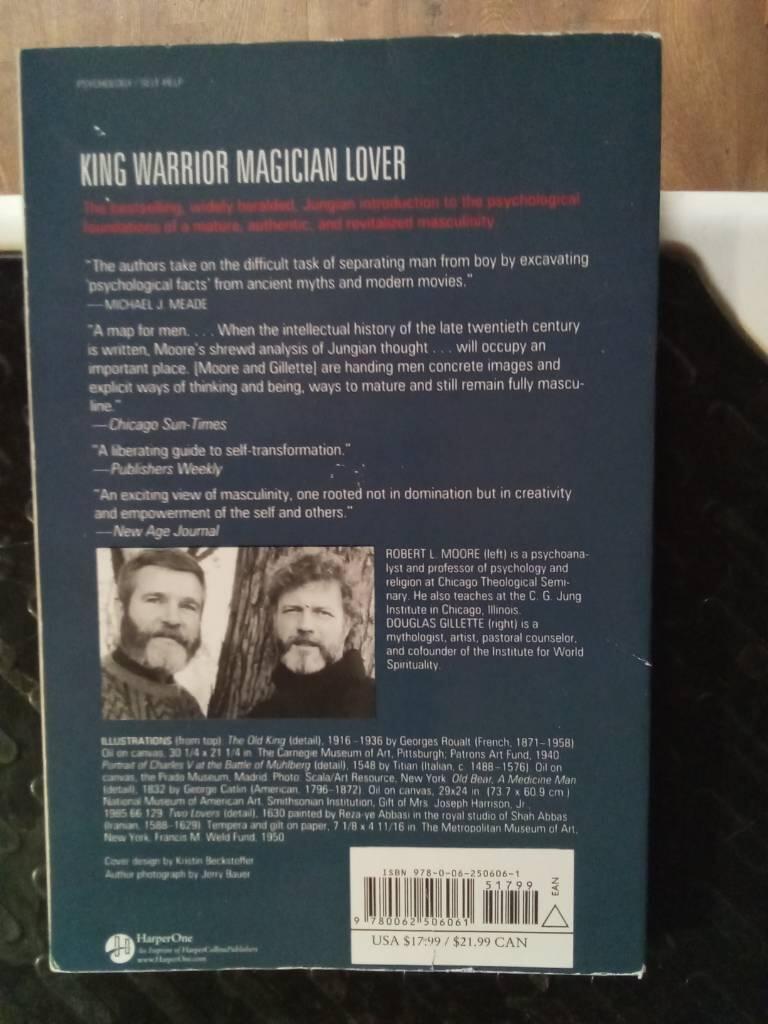 PSYCHOLOGY / SELF HELP
KING WARRIOR MAGICIAN LOVER
The bestselling, widely heralded, Jungian introduction to the psychological
foundations of a mature, authentic, and revitalized masculinity
"The authors take on the difficult task of separating man from boy by excavating
'psychological facts' from ancient myths and modern movies."
—MICHAEL J. MEADE
"A map for men. . . . When the intellectual history of the late twentieth century
is written, Moore's shrewd analysis of Jungian thought . . . will occupy an
important place. [Moore and Gillette] are handing men concrete images and
explicit ways of thinking and being, ways to mature and still remain fully mascu-
line."
—Chicago Sun-Times
"A liberating guide to self-transformation."
—Publishers Weekly
"An exciting view of masculinity, one rooted not in domination but in creativity
and empowerment of the self and others."
—New Age Journal
ROBERT L. MOORE (left) is a psychoana-
lyst and professor of psychology and
religion at Chicago Theological Semi-
nary. He also teaches at the C. G. Jung
Institute in Chicago, Illinois.
DOUGLAS GILLETTE (right) is a
mythologist, artist, pastoral counselor,
and cofounder of the Institute for World
Spirituality.
ILLUSTRATIONS (from top) The Old King (detail), 1916-1936 by Georges Roualt (French, 1871-1958)
Oil on canvas, 30 1/4 x 21 1/4 in. The Carnegie Museum of Art, Pittsburgh; Patrons Art Fund, 1940
Portrait of Charles V at the Battle of Muhlberg (detail), 1548 by Titian (Italian, c. 1488-1576) Oil on
canvas, the Prado Museum, Madrid. Photo: Scala/Art Resource, New York Old Bear, A Medicine Man
(detail), 1832 by George Catlin (American, 1796-1872) Oil on canvas, 29x24 in. (73.7 x 60.9 cm)
National Museum of American Art, Smithsonian Institution, Gift of Mrs. Joseph Harrison, Jr.,
1985.66.129. Two Lovers (detail), 1630 painted by Reza-ye Abbasi in the royal studio of Shah Abbas
(Iranian, 1588-1629) Tempera and gilt on paper, 7 1/8 x 4 11/16 in. The Metropolitan Museum of Art,
New York, Francis M. Weld Fund, 1950
Cover design by Kristin Beckstoffer
Author photograph by Jerry Bauer
ISBN 978-0-06-250606-1
51799
EAN
9 780062 506061
USA $17.99 / $21.99 CAN
HarperOne
An Imprint of HarperCollinsPublishers
www.HarperOne.com